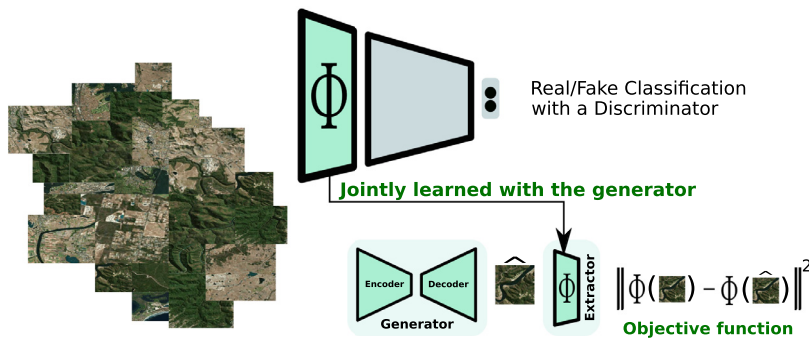 Φ
Real/Fake Classification
with a Discriminator
Jointly learned with the generator
Encoder
Decoder
Generator
^
Φ
Extractor
‖Φ( ) − Φ( ^ )‖²
Objective function